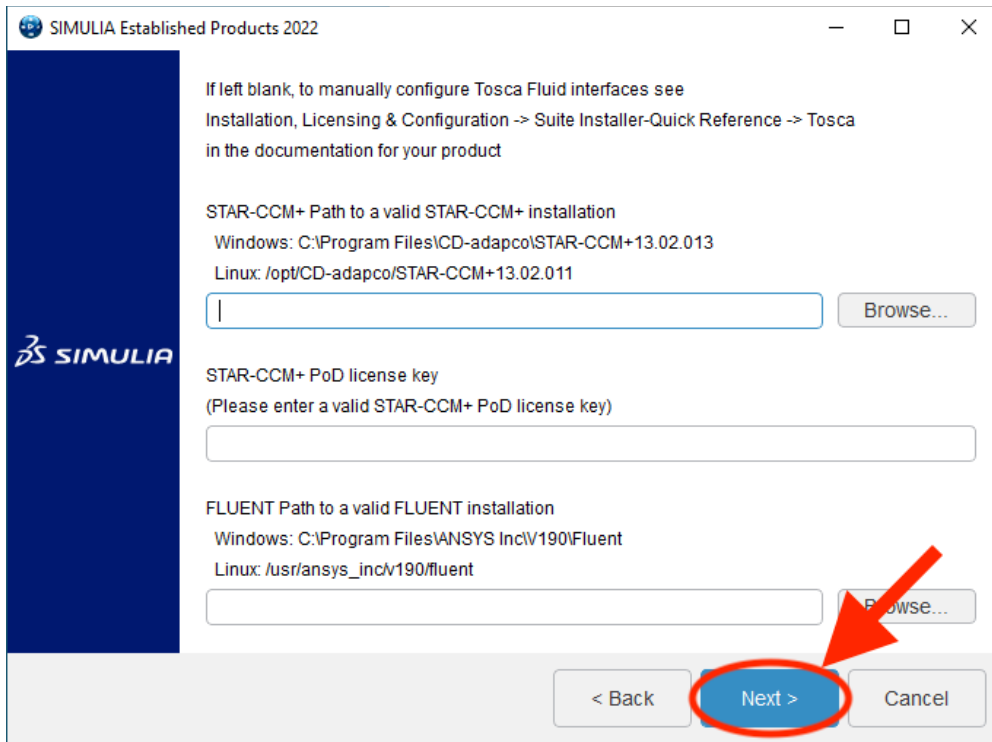 SIMULIA Established Products 2022
If left blank, to manually configure Tosca Fluid interfaces see
Installation, Licensing & Configuration -> Suite Installer-Quick Reference -> Tosca
in the documentation for your product
STAR-CCM+ Path to a valid STAR-CCM+ installation
Windows: C:\Program Files\CD-adapco\STAR-CCM+13.02.013
Linux: /opt/CD-adapco/STAR-CCM+13.02.011
Browse...
SIMULIA
STAR-CCM+ PoD license key
(Please enter a valid STAR-CCM+ PoD license key)
FLUENT Path to a valid FLUENT installation
Windows: C:\Program Files\ANSYS Inc\V190\Fluent
Linux: /usr/ansys_inc/v190/fluent
Browse...
< Back
Next >
Cancel